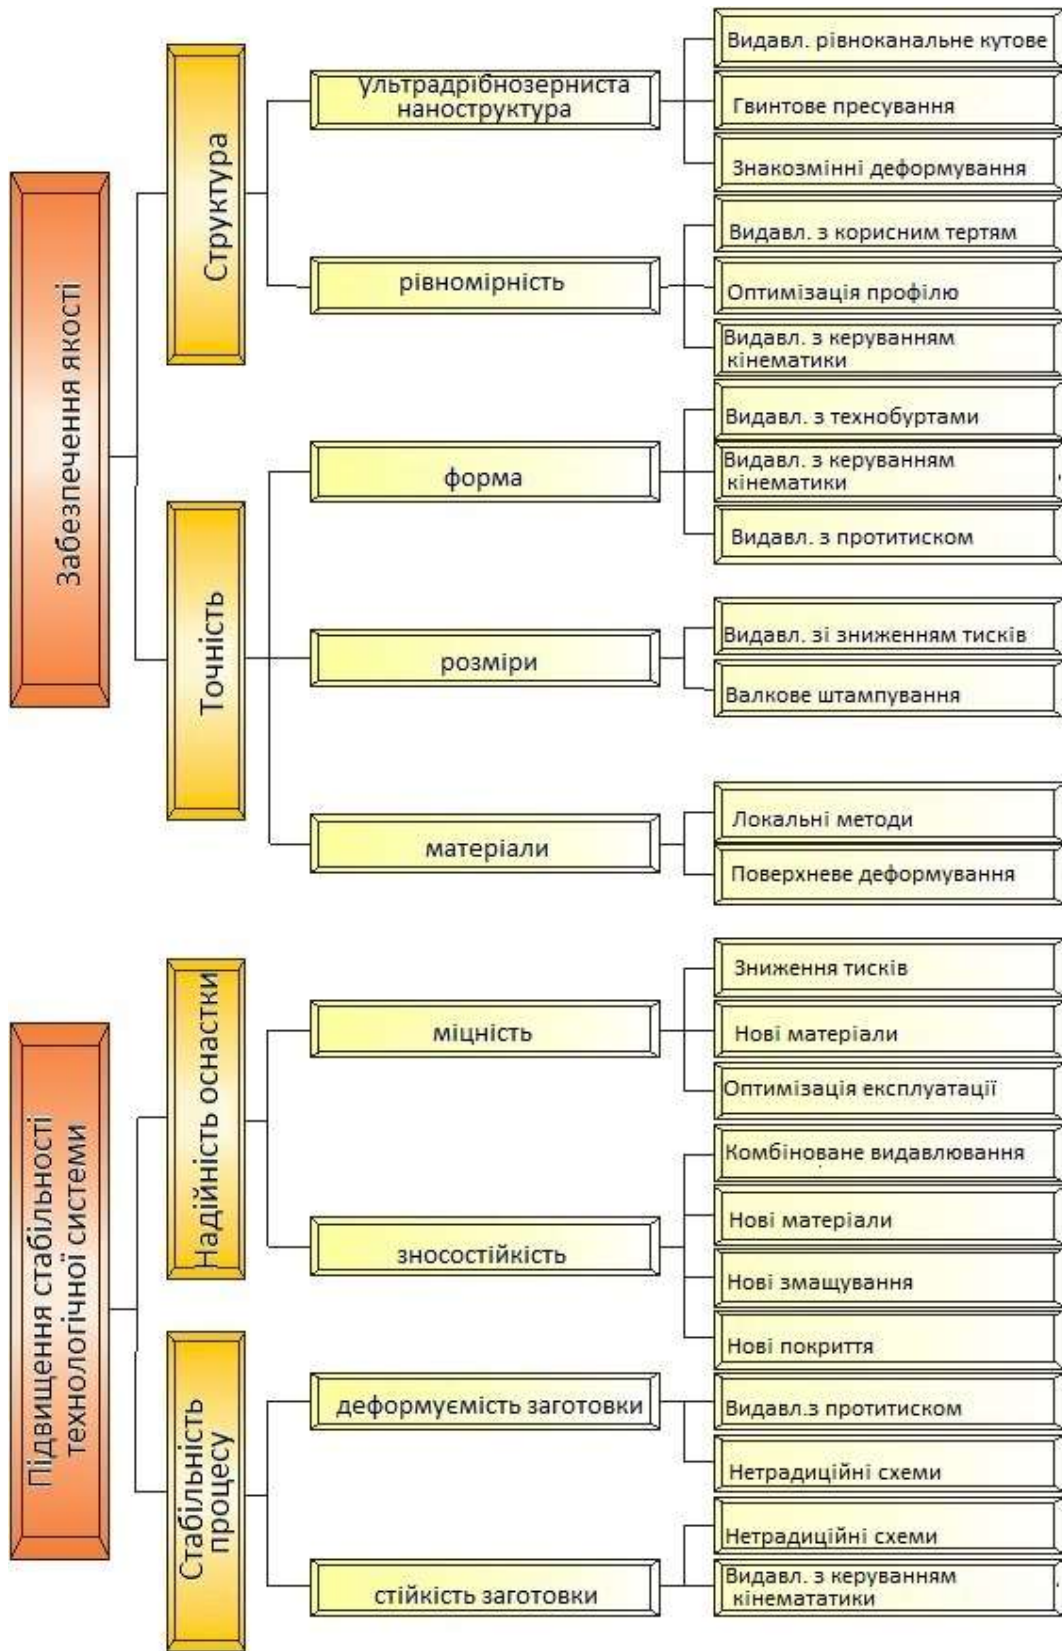 Забезпечення якості
Структура
ультрадрібнозерниста
наноструктура
Видавл. рівноканальне кутове
Гвинтове пресування
Знакозмінні деформування
рівномірність
Видавл. з корисним тертям
Оптимізація профілю
Видавл. з керуванням
кінематики
Точність
форма
Видавл. з технобуртами
Видавл. з керуванням
кінематики
Видавл. з протитиском
розміри
Видавл. зі зниженням тисків
Валкове штампування
матеріали
Локальні методи
Поверхневе деформування
Підвищення стабільності
технологічної системи
Надійність оснастки
міцність
Зниження тисків
Нові матеріали
Оптимізація експлуатації
зносостійкість
Комбіноване видавлювання
Нові матеріали
Нові змащування
Нові покриття
Стабільність
процесу
деформуємість заготовки
Видавл.з протитиском
Нетрадиційні схеми
стійкість заготовки
Нетрадиційні схеми
Видавл. з керуванням
кінемататики